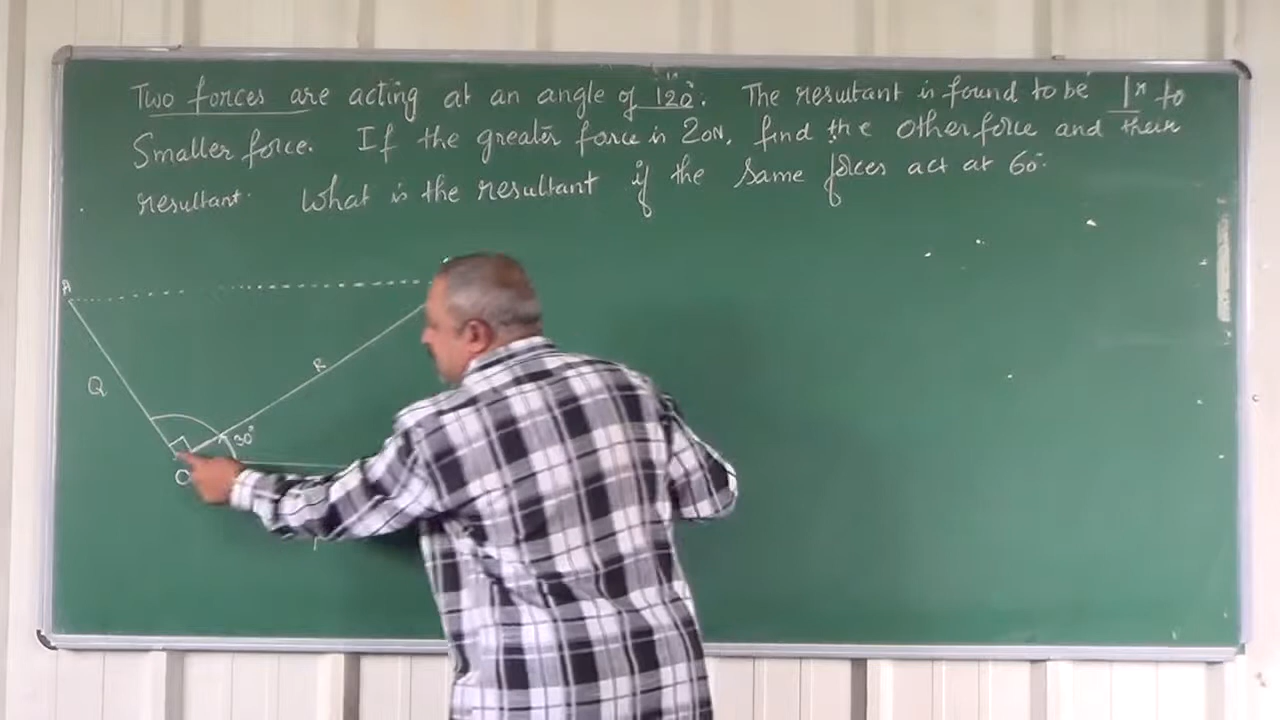 Two forces are acting at an angle of 120°. The resultant is found to be 1r to
Smaller force. If the greater force is 20N, find the other force and their
resultant. What is the resultant if the same forces act at 60°.
A
R
Q
30°
O